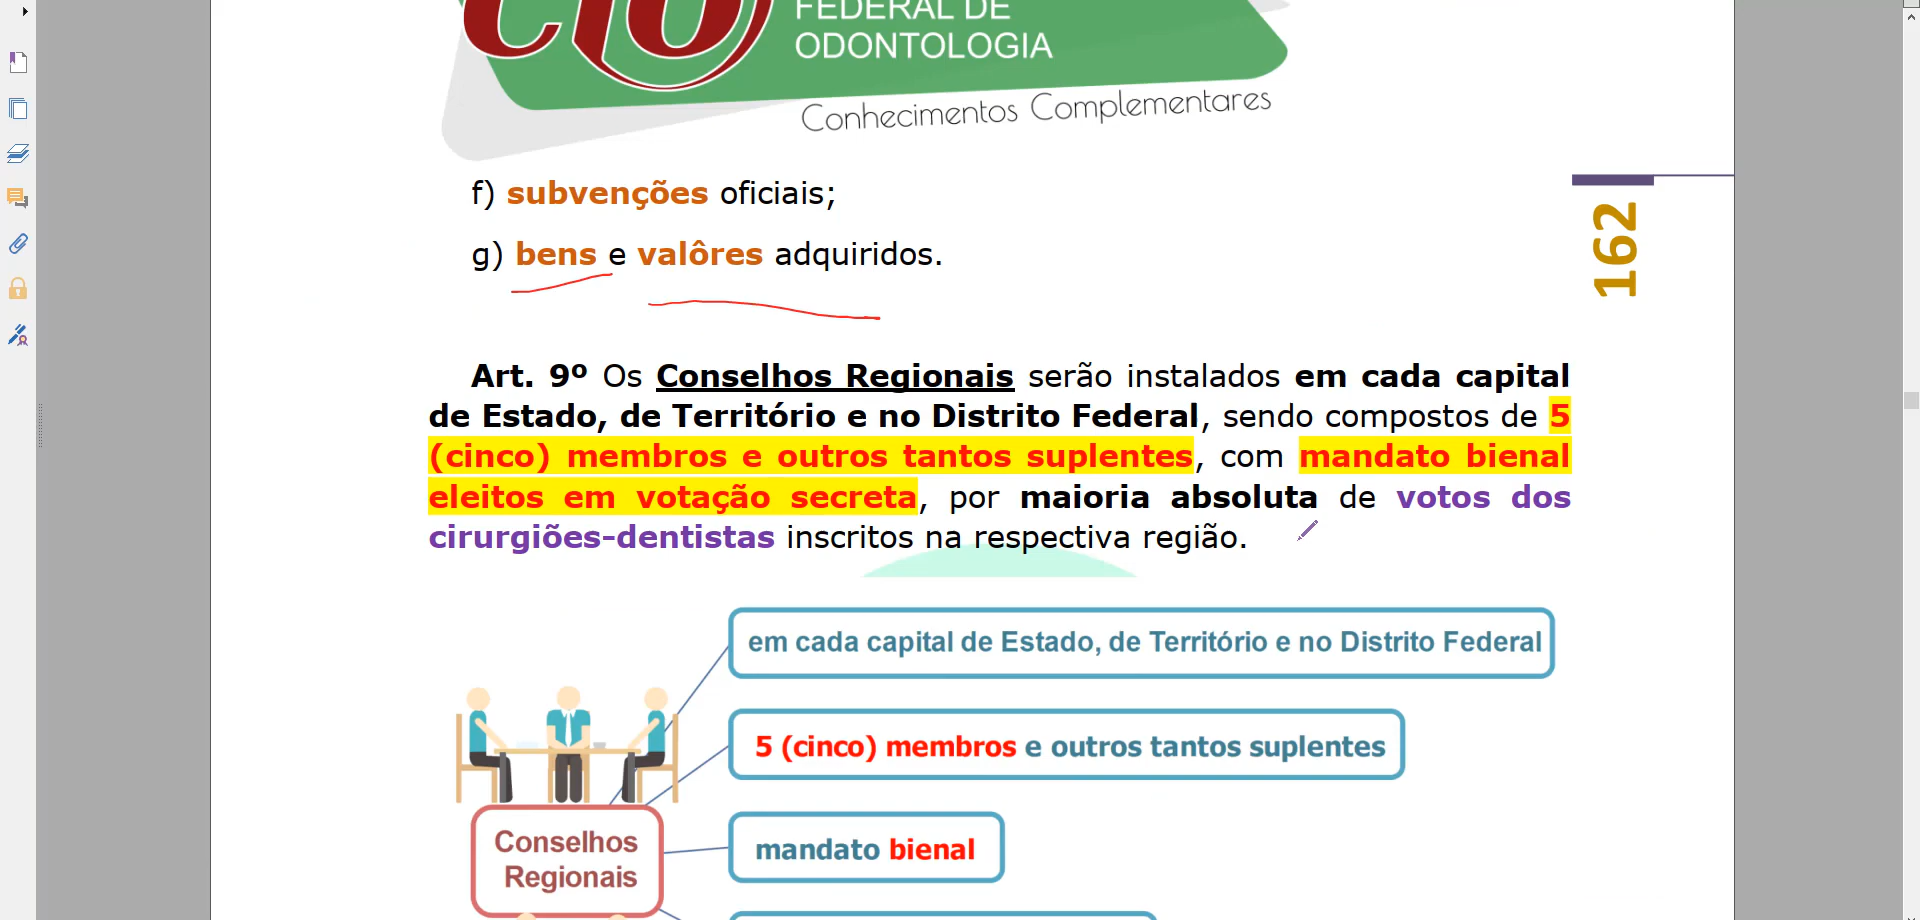 cfo
FEDERAL DE
ODONTOLOGIA
Conhecimentos Complementares
f) subvenções oficiais;
g) bens e valôres adquiridos.
162
Art. 9º Os Conselhos Regionais serão instalados em cada capital
de Estado, de Território e no Distrito Federal, sendo compostos de 5
(cinco) membros e outros tantos suplentes, com mandato bienal
eleitos em votação secreta, por maioria absoluta de votos dos
cirurgiões-dentistas inscritos na respectiva região.
em cada capital de Estado, de Território e no Distrito Federal
5 (cinco) membros e outros tantos suplentes
mandato bienal
Conselhos
Regionais